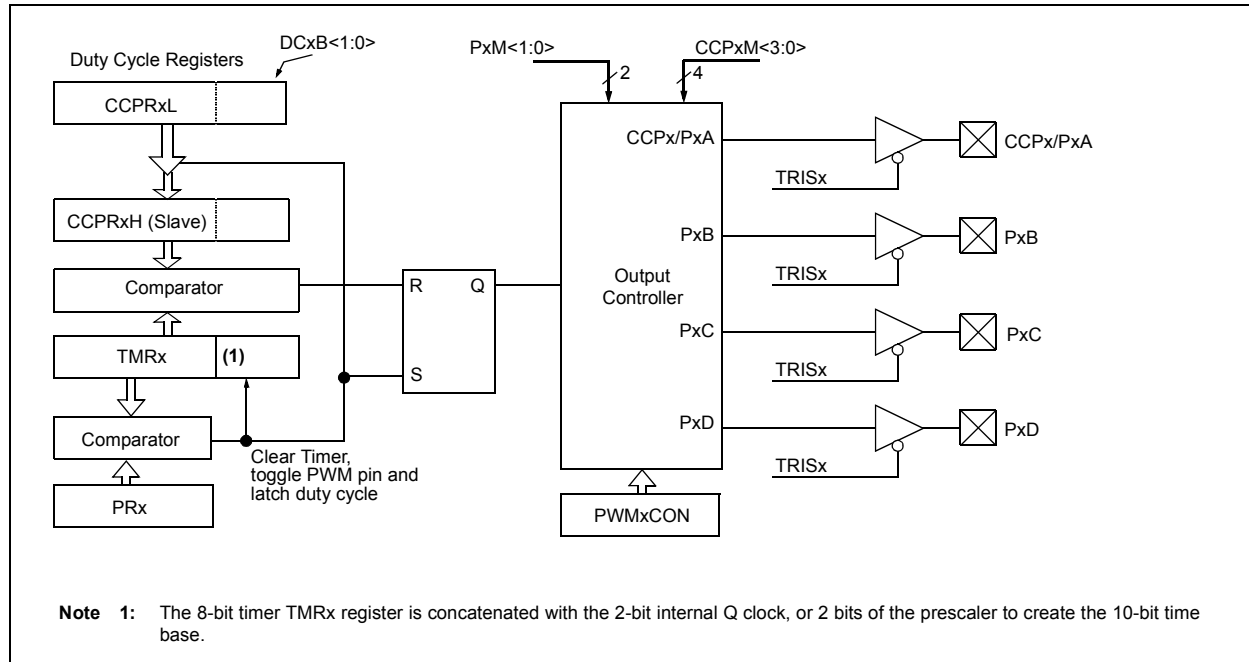 DCxB<1:0>
Duty Cycle Registers
CCPRxL
CCPRxH (Slave)
Comparator
TMRx
(1)
Comparator
PRx
Clear Timer,
toggle PWM pin and
latch duty cycle
R
Q
S
PxM<1:0>
2
CCPxM<3:0>
4
CCPx/PxA
PxB
Output
Controller
PxC
PxD
PWMxCON
TRISx
CCPx/PxA
TRISx
PxB
TRISx
PxC
TRISx
PxD
Note 1: The 8-bit timer TMRx register is concatenated with the 2-bit internal Q clock, or 2 bits of the prescaler to create the 10-bit time
base.